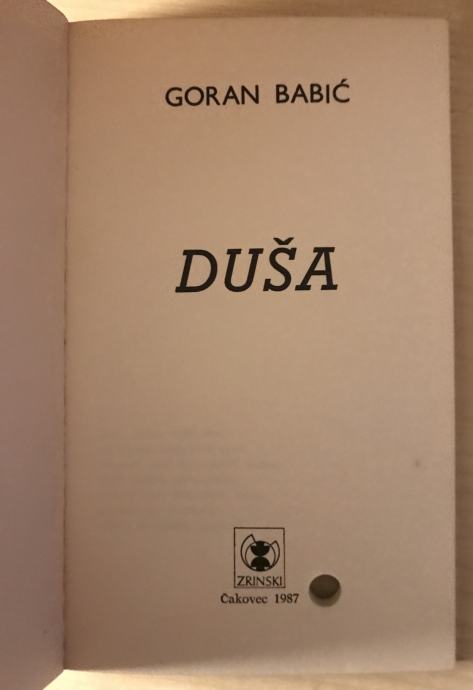 GORAN BABIĆ
DUŠA
ZRINSKI
Čakovec 1987